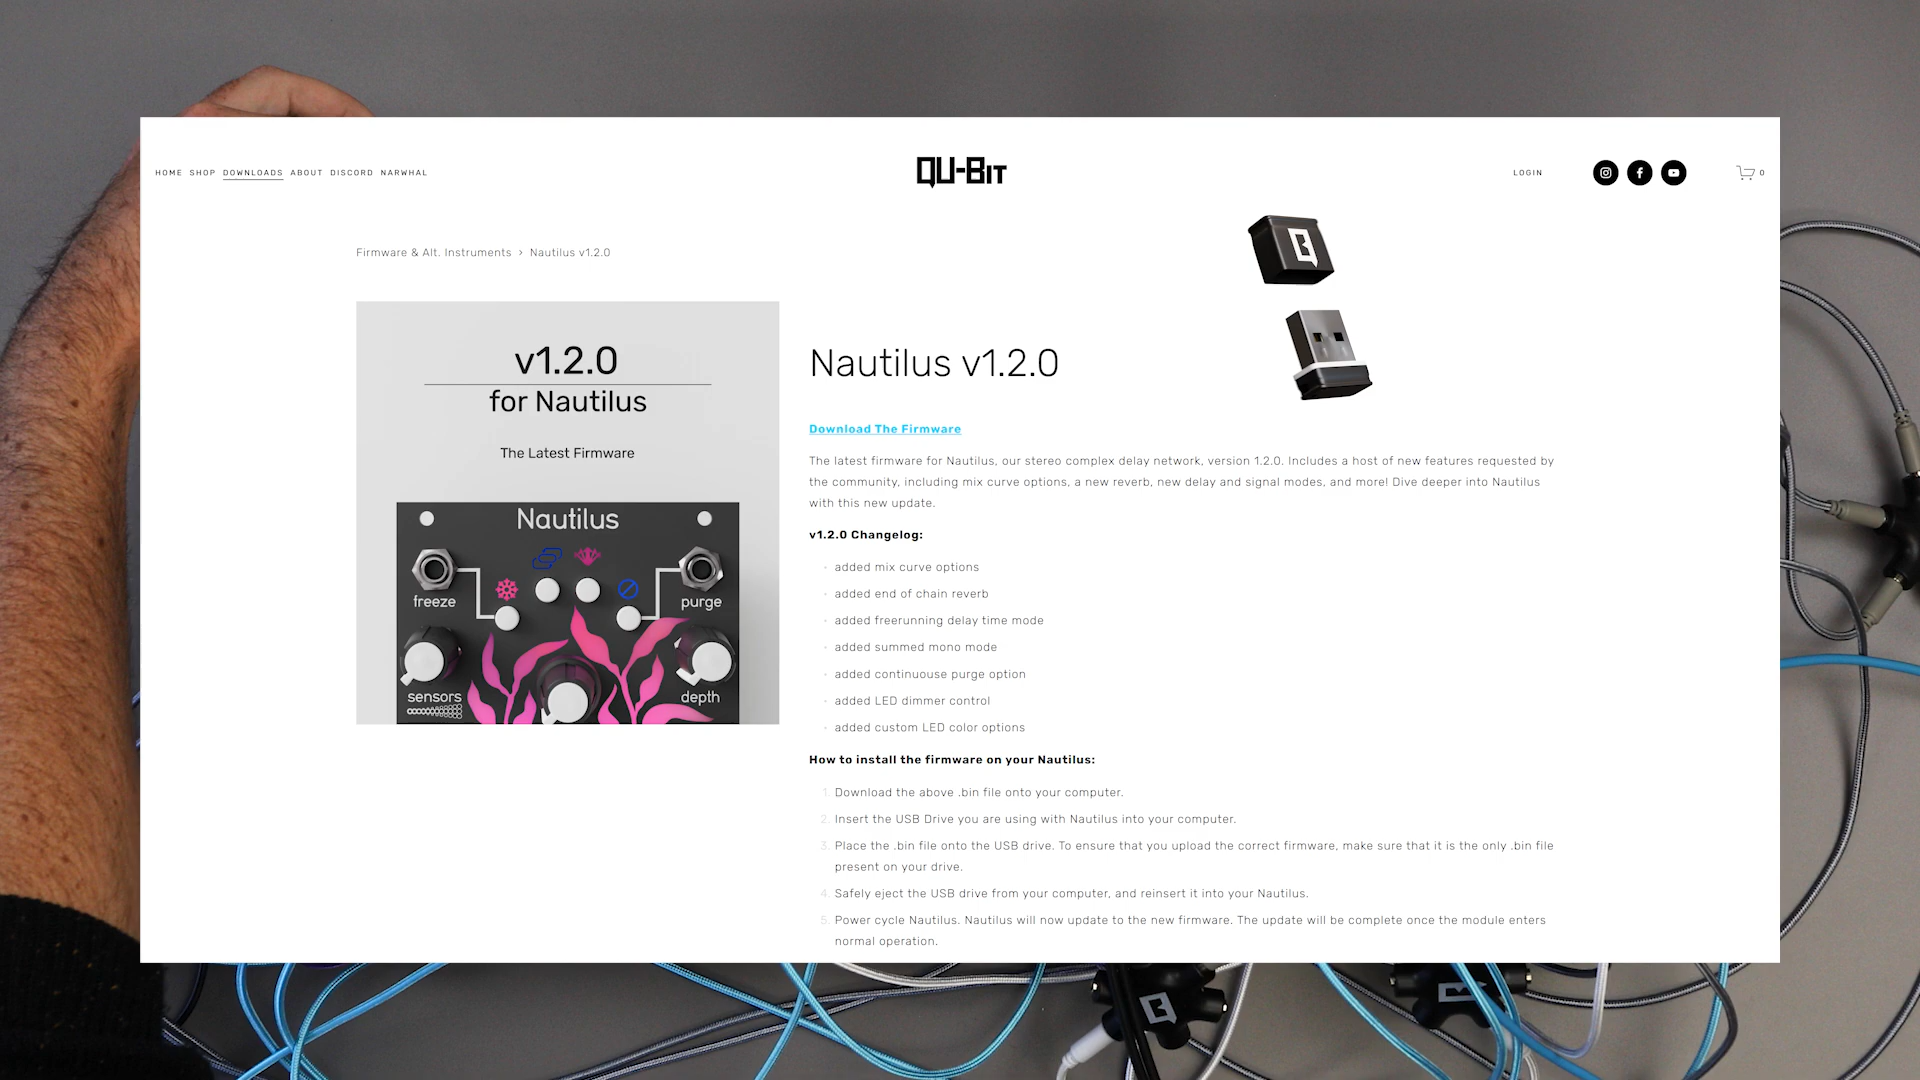 HOME SHOP DOWNLOADS ABOUT DISCORD NARWHAL
QU-BIT
LOGIN
0
Firmware & Alt. Instruments › Nautilus v1.2.0
v1.2.0
for Nautilus
The Latest Firmware
Nautilus
freeze
purge
sensors
depth
Nautilus v1.2.0
Download The Firmware
The latest firmware for Nautilus, our stereo complex delay network, version 1.2.0. Includes a host of new features requested by
the community, including mix curve options, a new reverb, new delay and signal modes, and more! Dive deeper into Nautilus
with this new update.
v1.2.0 Changelog:
added mix curve options
added end of chain reverb
added freerunning delay time mode
added summed mono mode
added continuouse purge option
added LED dimmer control
added custom LED color options
How to install the firmware on your Nautilus:
1. Download the above .bin file onto your computer.
2. Insert the USB Drive you are using with Nautilus into your computer.
3. Place the .bin file onto the USB drive. To ensure that you upload the correct firmware, make sure that it is the only .bin file
present on your drive.
4. Safely eject the USB drive from your computer, and reinsert it into your Nautilus.
5. Power cycle Nautilus. Nautilus will now update to the new firmware. The update will be complete once the module enters
normal operation.